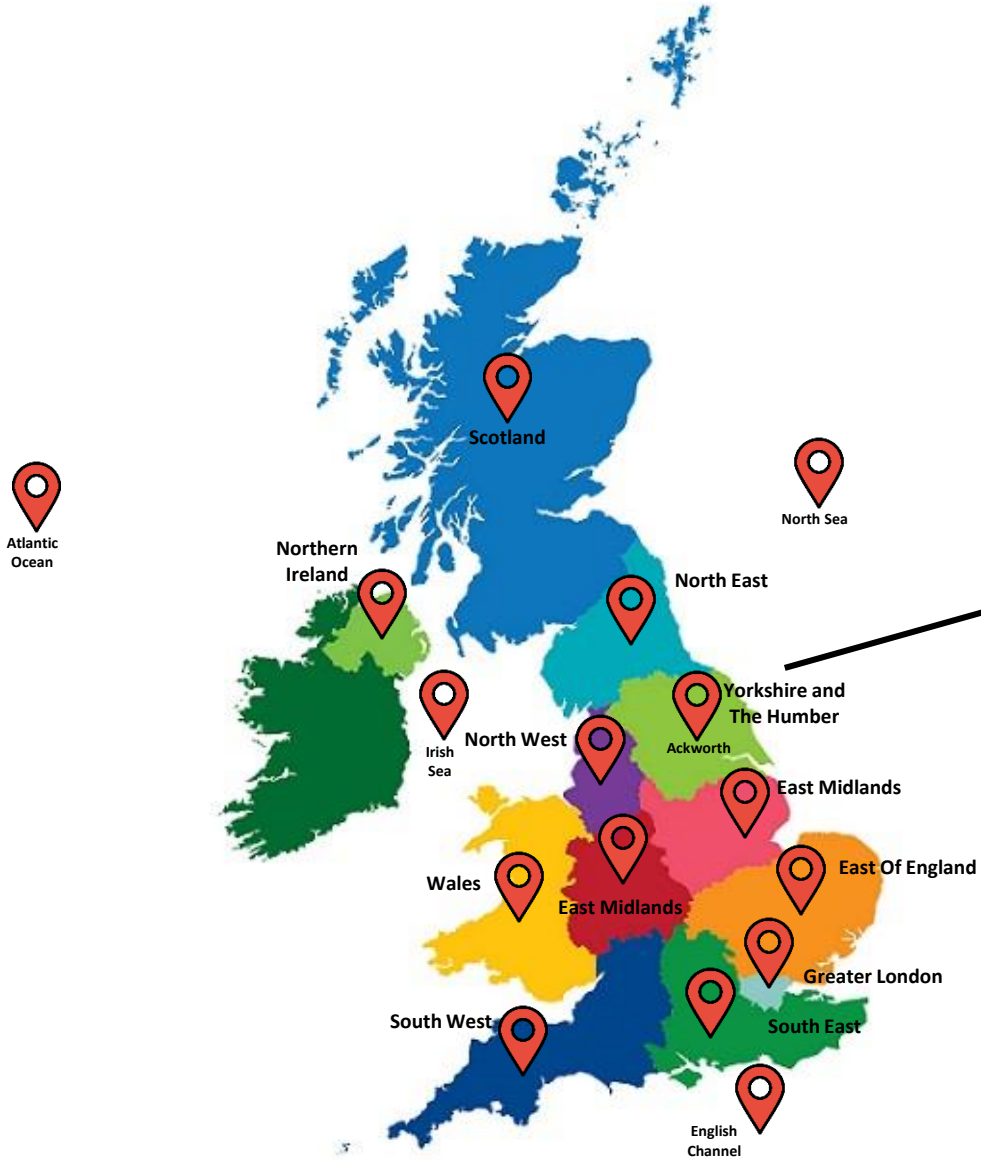 Scotland
North Sea
Atlantic
Ocean
Northern
Ireland
North East
Yorkshire and
The Humber
Irish
Sea
North West
Ackworth
East Midlands
Wales
East Midlands
East Of England
Greater London
South West
South East
English
Channel